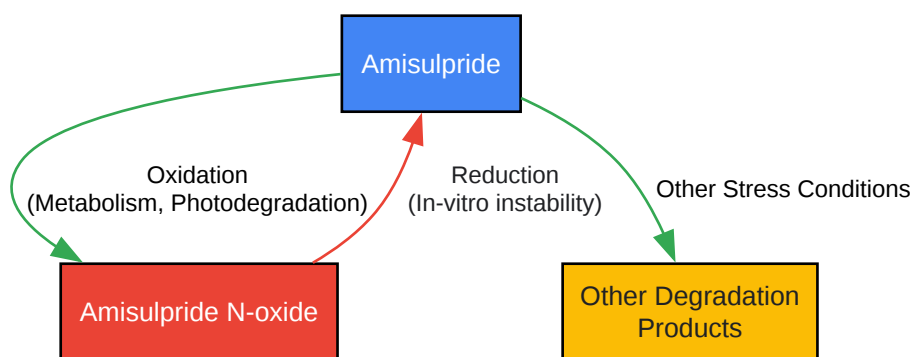 Amisulpride
Oxidation
(Metabolism, Photodegradation)
Reduction
(In-vitro instability)
Other Stress Conditions
Amisulpride N-oxide
Other Degradation
Products